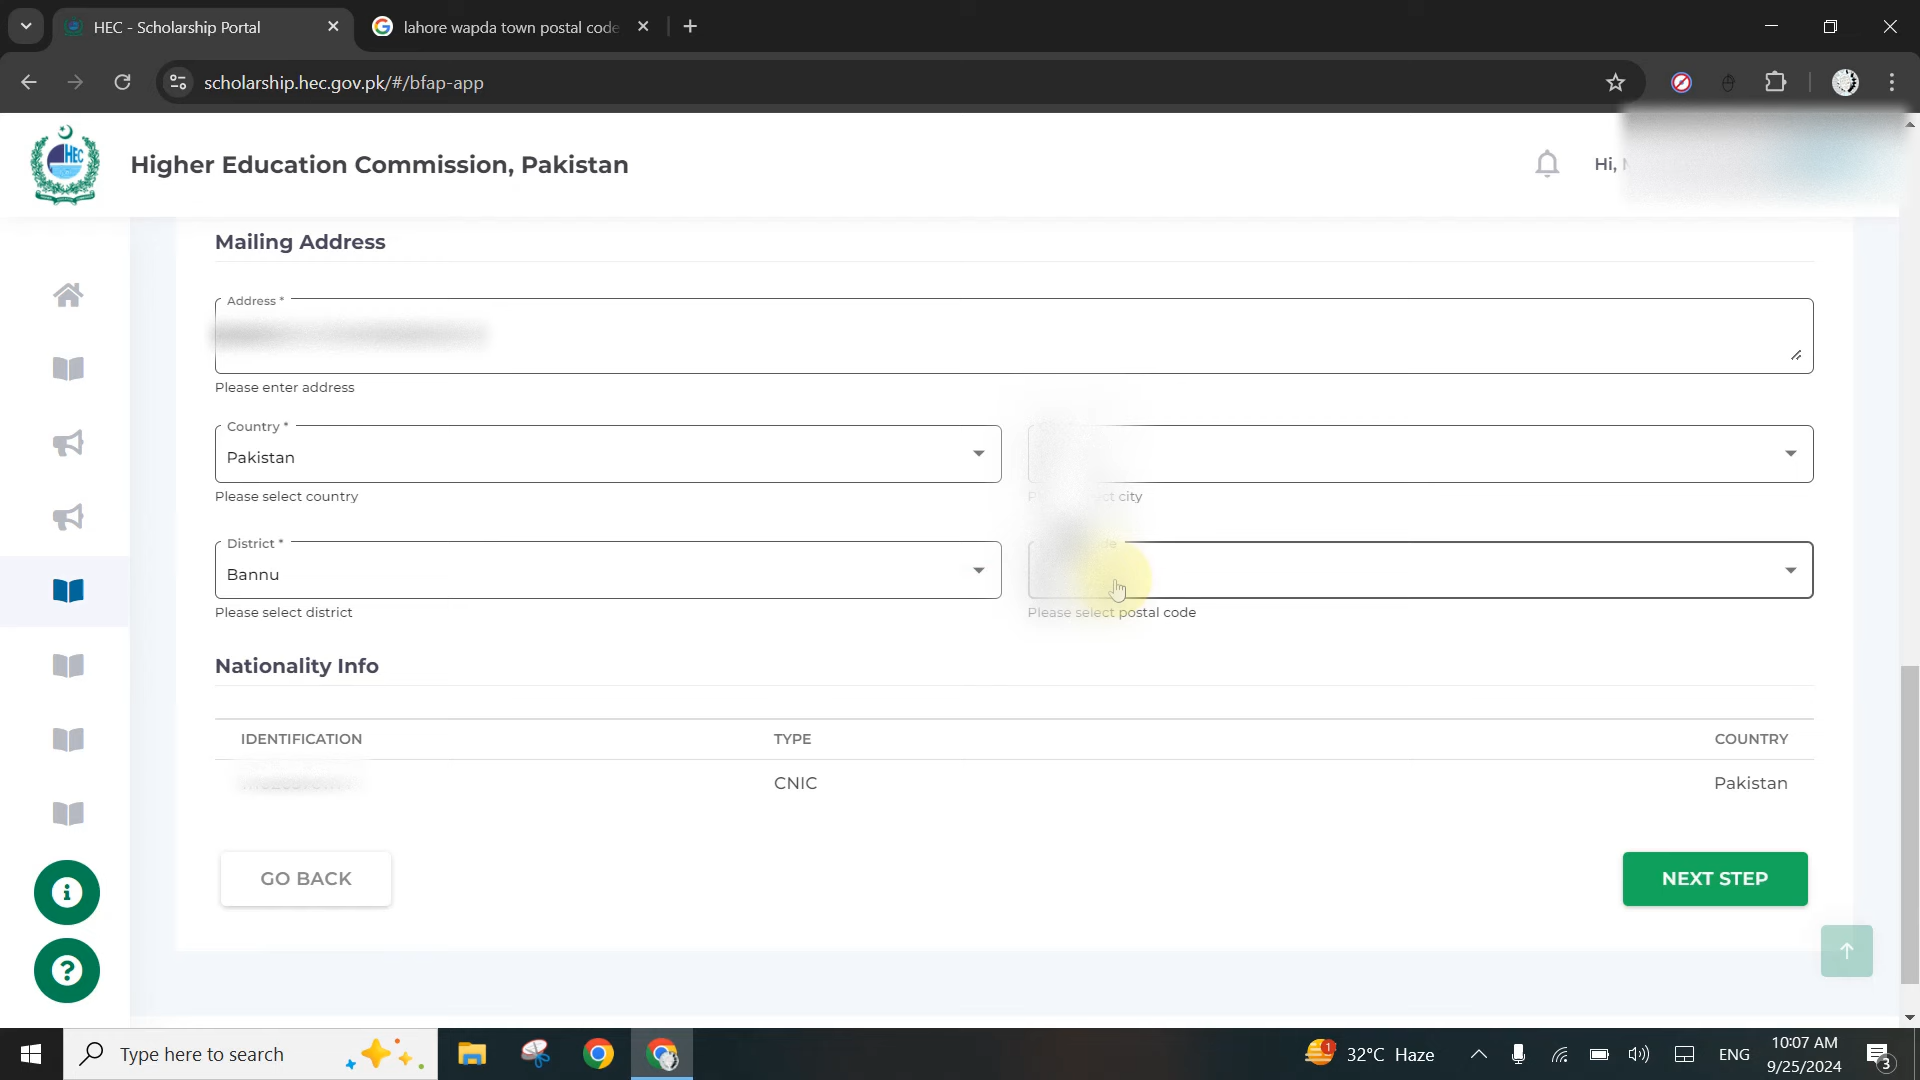 HEC - Scholarship Portal
lahore wapda town postal code
scholarship.hec.gov.pk/#/bfap-app
HEC
Higher Education Commission, Pakistan
Hi,
Mailing Address
Address *
Please enter address
Country *
Pakistan
Please select country
city
District *
Bannu
Please select district
Please select postal code
Nationality Info
IDENTIFICATION
TYPE
COUNTRY
CNIC
Pakistan
GO BACK
NEXT STEP
Type here to search
1
32°C Haze
ENG
10:07 AM
9/25/2024
3